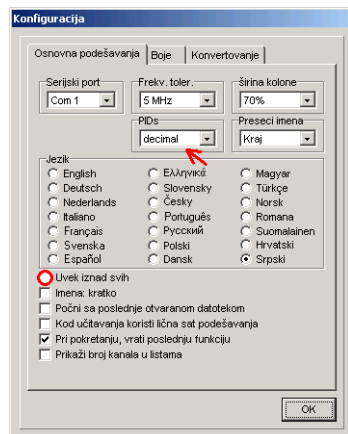 Konfiguracija
Osnovna podešavanja Boje Konvertovanje
Serijski port Frekv. toler. širina kolone
Com 1 5 MHz 70%
PIDs Preseci imena
decimal Kraj
Jezik
English Ελληνικά Magyar
Deutsch Slovensky Türkçe
Nederlands Česky Norsk
Italiano Português Romana
Français Русский Suomalainen
Svenska Polski Hrvatski
Español Dansk Srpski
Uvek iznad svih
Imena: kratko
Počni sa poslednje otvaranom datotekom
Kod učitavanja koristi lična sat podešavanja
Pri pokretanju, vrati poslednju funkciju
Prikaži broj kanala u listama
OK